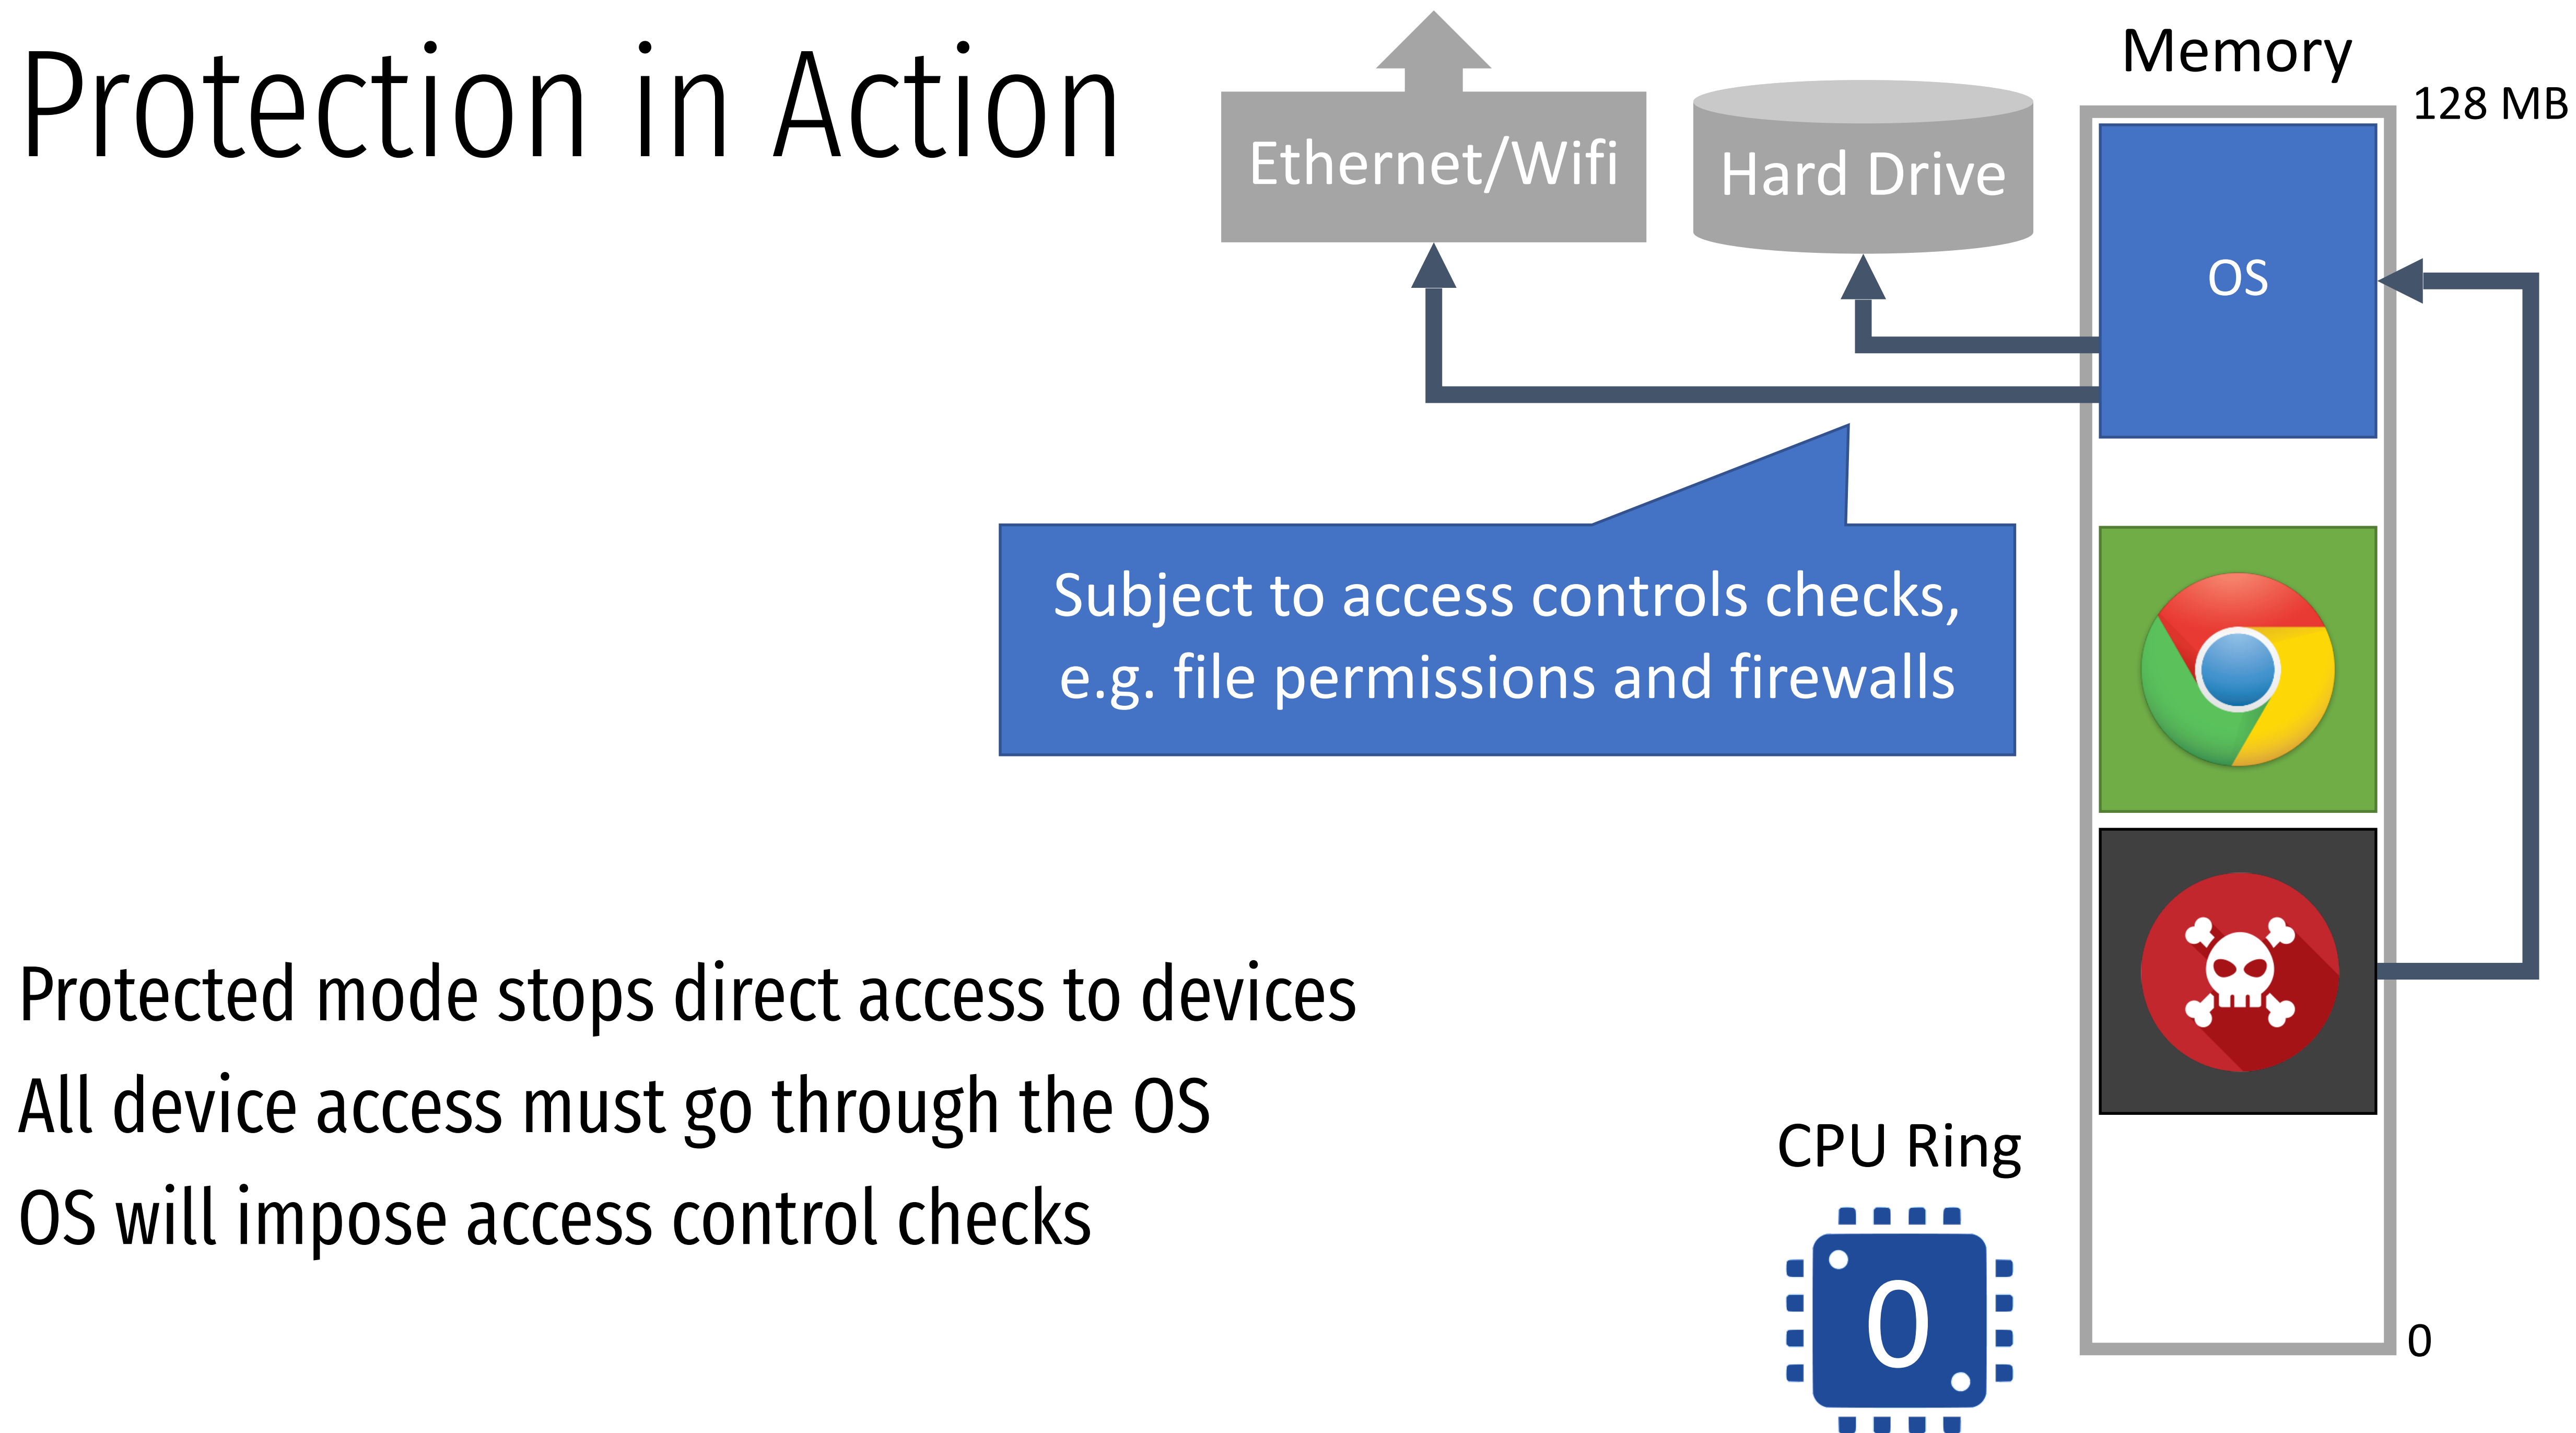 Protection in Action
Ethernet/Wifi
Hard Drive
Memory
128 MB
OS
Subject to access controls checks,
e.g. file permissions and firewalls
Protected mode stops direct access to devices
All device access must go through the OS
OS will impose access control checks
CPU Ring
0
0